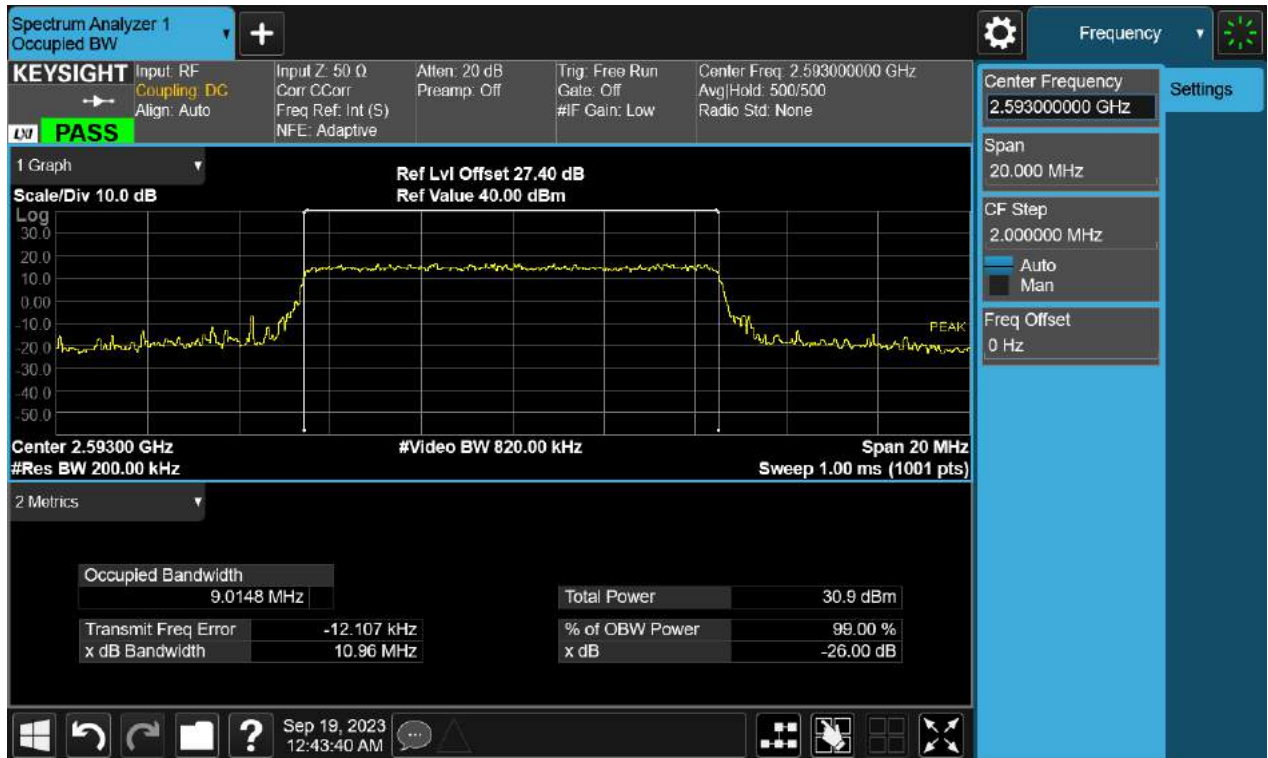 Spectrum Analyzer 1
Occupied BW
+
Frequency
KEYSIGHT
Input: RF
Coupling: DC
Align: Auto
Input Z: 50 Ω
Corr CCorr
Freq Ref: Int (S)
NFE: Adaptive
Atten: 20 dB
Preamp: Off
Trig: Free Run
Gate: Off
#IF Gain: Low
Center Freq: 2.593000000 GHz
Avg|Hold: 500/500
Radio Std: None
LXI
PASS
Center Frequency
2.593000000 GHz
Settings
Span
20.000 MHz
CF Step
2.000000 MHz
Auto
Man
Freq Offset
0 Hz
1 Graph
Scale/Div 10.0 dB
Ref Lvl Offset 27.40 dB
Ref Value 40.00 dBm
Log
30.0
20.0
10.0
0.00
-10.0
-20.0
-30.0
-40.0
-50.0
PEAK
Center 2.59300 GHz
#Video BW 820.00 kHz
Span 20 MHz
#Res BW 200.00 kHz
Sweep 1.00 ms (1001 pts)
2 Metrics
Occupied Bandwidth
9.0148 MHz
Total Power 30.9 dBm
Transmit Freq Error -12.107 kHz
% of OBW Power 99.00 %
x dB Bandwidth 10.96 MHz
x dB -26.00 dB
?
Sep 19, 2023
12:43:40 AM